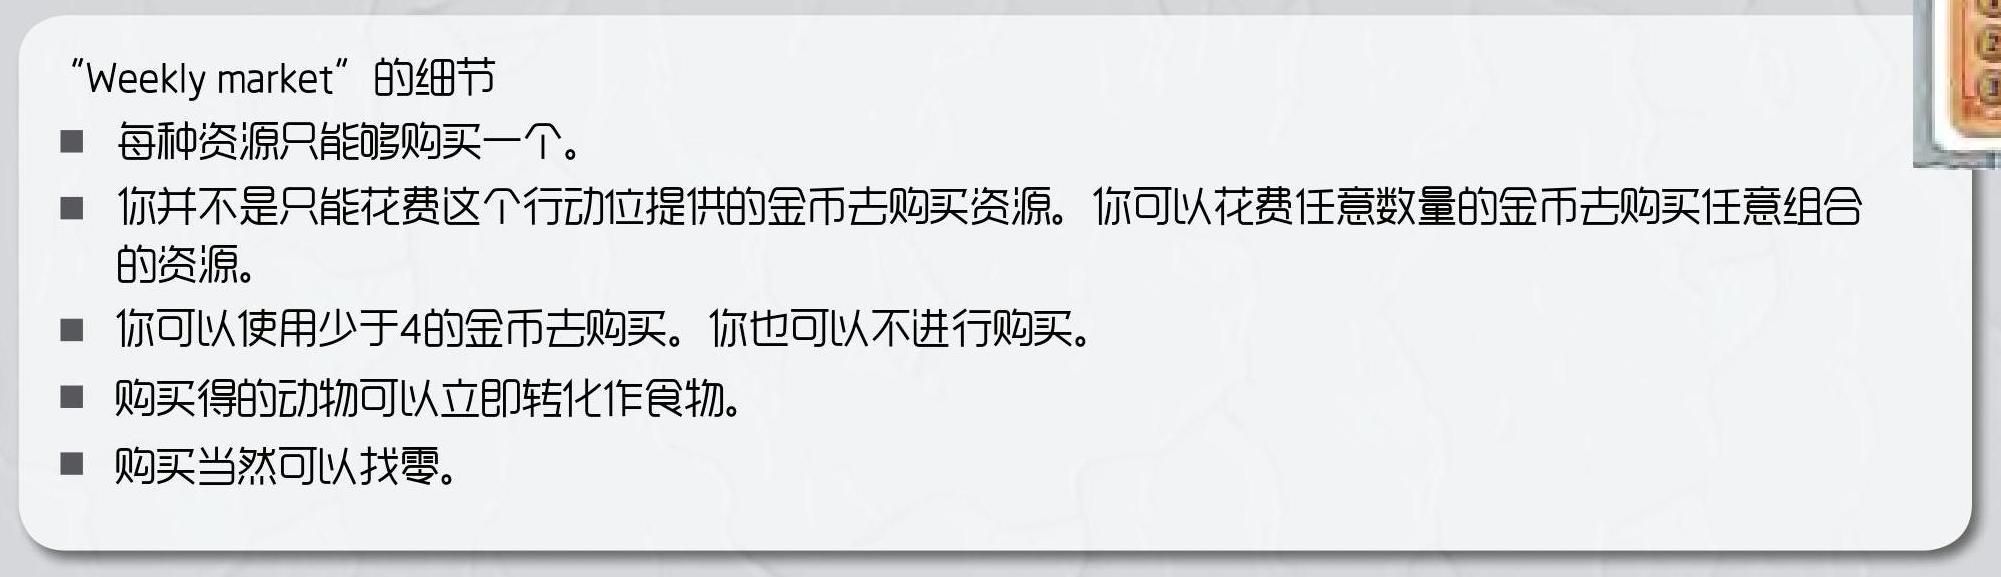 “Weekly market” 的细节
■ 每种资源只能够购买一个。
■ 你并不是只能花费这个行动位提供的金币去购买资源。你可以花费任意数量的金币去购买任意组合
的资源。
■ 你可以使用少于4的金币去购买。你也可以不进行购买。
■ 购买得的动物可以立即转化作食物。
■ 购买当然可以找零。